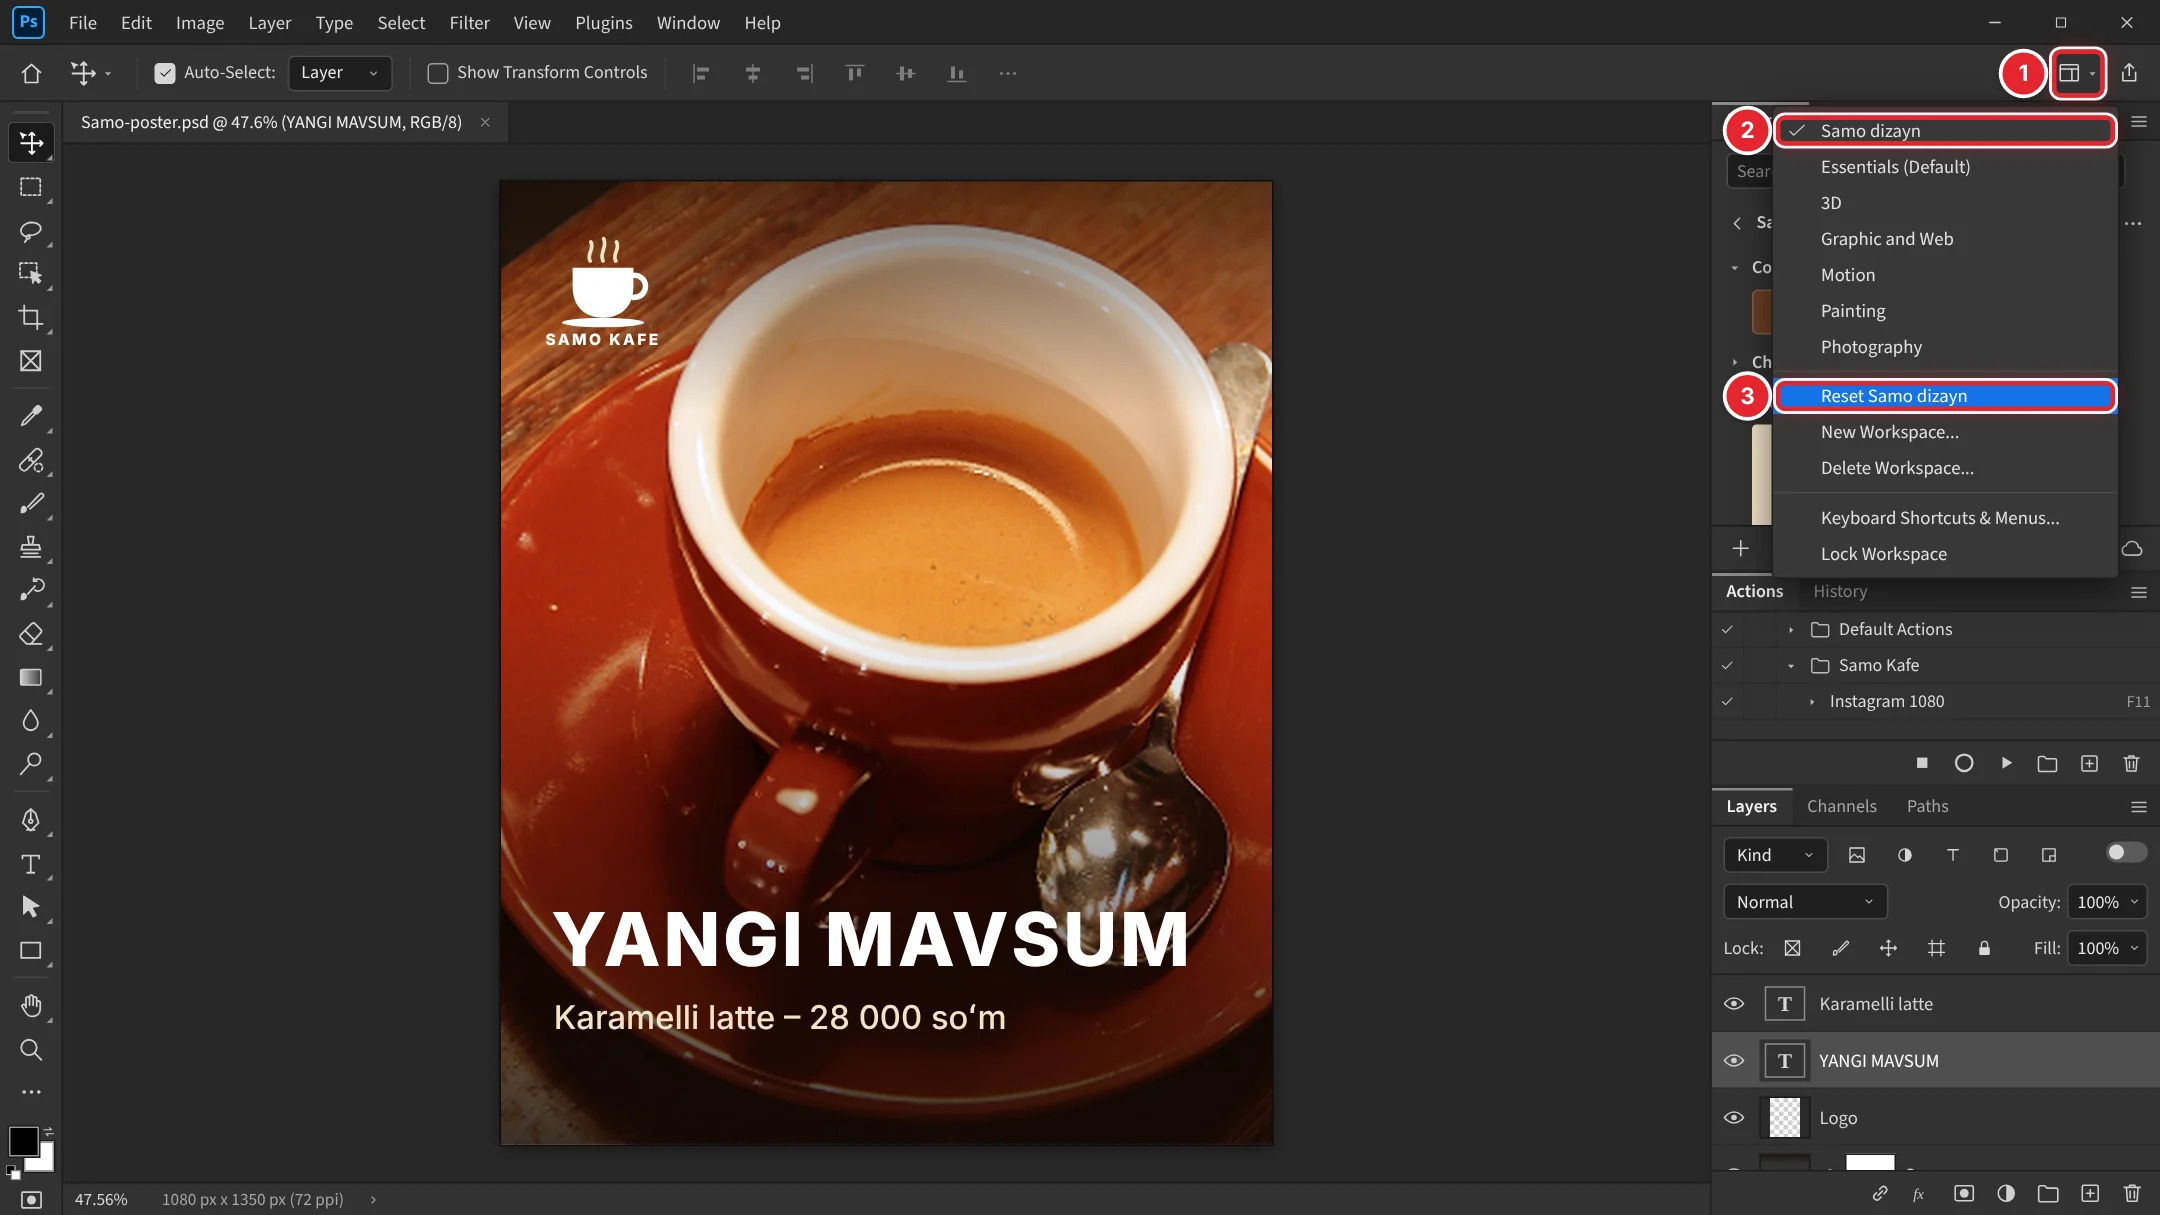 Ps File Edit Image Layer Type Select Filter View Plugins Window Help
Auto-Select: Layer Show Transform Controls
1
Samo-poster.psd @ 47.6% (YANGI MAVSUM, RGB/8)
2 Samo dizayn
Essentials (Default)
3D
Graphic and Web
Motion
Painting
Photography
3 Reset Samo dizayn
New Workspace...
Delete Workspace...
Keyboard Shortcuts & Menus...
Lock Workspace
SAMO KAFE
YANGI MAVSUM
Karamelli latte – 28 000 soʻm
Actions History
Default Actions
Samo Kafe
Instagram 1080 F11
Layers Channels Paths
Kind
Normal Opacity: 100%
Lock: Fill: 100%
T Karamelli latte
T YANGI MAVSUM
Logo
fx
47.56% 1080 px x 1350 px (72 ppi)